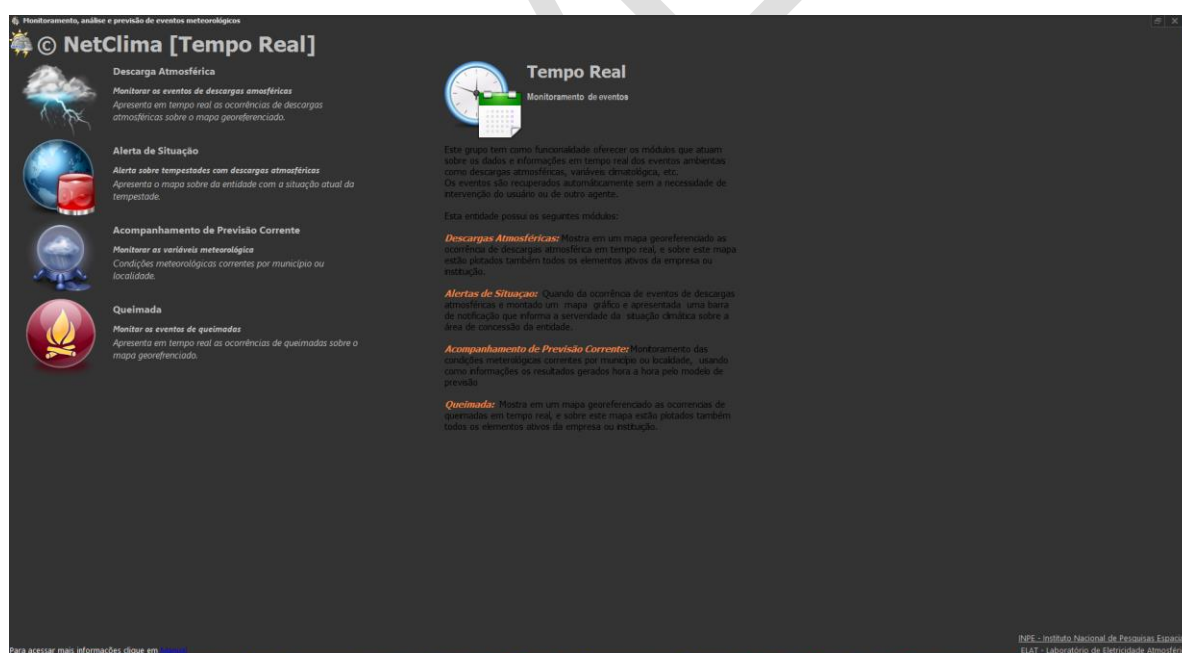 Monitoramento, análise e previsão de eventos meteorológicos
© NetClima [Tempo Real]
Descarga Atmosférica
Monitorar os eventos de descargas amosféricas
Apresenta em tempo real as ocorrências de descargas
atmosféricas sobre o mapa georeferenciado.
Alerta de Situação
Alerta sobre tempestades com descargas atmosféricas
Apresenta o mapa sobre da entidade com a situação atual da
tempestade.
Acompanhamento de Previsão Corrente
Monitorar as variáveis metrorológica
Condições meteorológicas correntes por município ou
localidade.
Queimada
Monitar os eventos de queimadas
Apresenta em tempo real as ocorrências de queimadas sobre o
mapa georefrenciado.
Tempo Real
Monitoramento de eventos
Este grupo tem como funcionalidade oferecer os módulos que atuam
sobre os dados e informações em tempo real dos eventos ambientais
como descargas atmosféricas, variáveis climatológica, etc.
Os eventos são recuperados automáticamente sem a necessidade de
intervenção do usuário ou de outro agente.
Esta entidade possui os seguintes módulos:
Descargas Atmosféricas: Mostra em um mapa georeferenciado as
ocorrência de descargas atmosférica em tempo real, e sobre este mapa
estão plotados também todos os elementos ativos da empresa ou
instituição.
Alertas de Situaçao: Quando da ocorrência de eventos de descargas
atmosféricas e montado um mapa gráfico e apresentada uma barra
de notificação que informa a serveridade da situação climática sobre a
área de concessão da entidade.
Acompanhamento de Previsão Corrente: Monitoramento das
condições meterológicas correntes por município ou localidade, usando
como informações os resultados gerados hora a hora pelo modelo de
previsão
Queimada: Mostra em um mapa georeferenciado as ocorrencias de
queimadas em tempo real, e sobre este mapa estão plotados também
todos os elementos ativos da empresa ou instituição.
INPE - Instituto Nacional de Pesquisas Espacia
ELAT - Laboratório de Eletricidade Atmosféri
Para acessar mais informações clique em